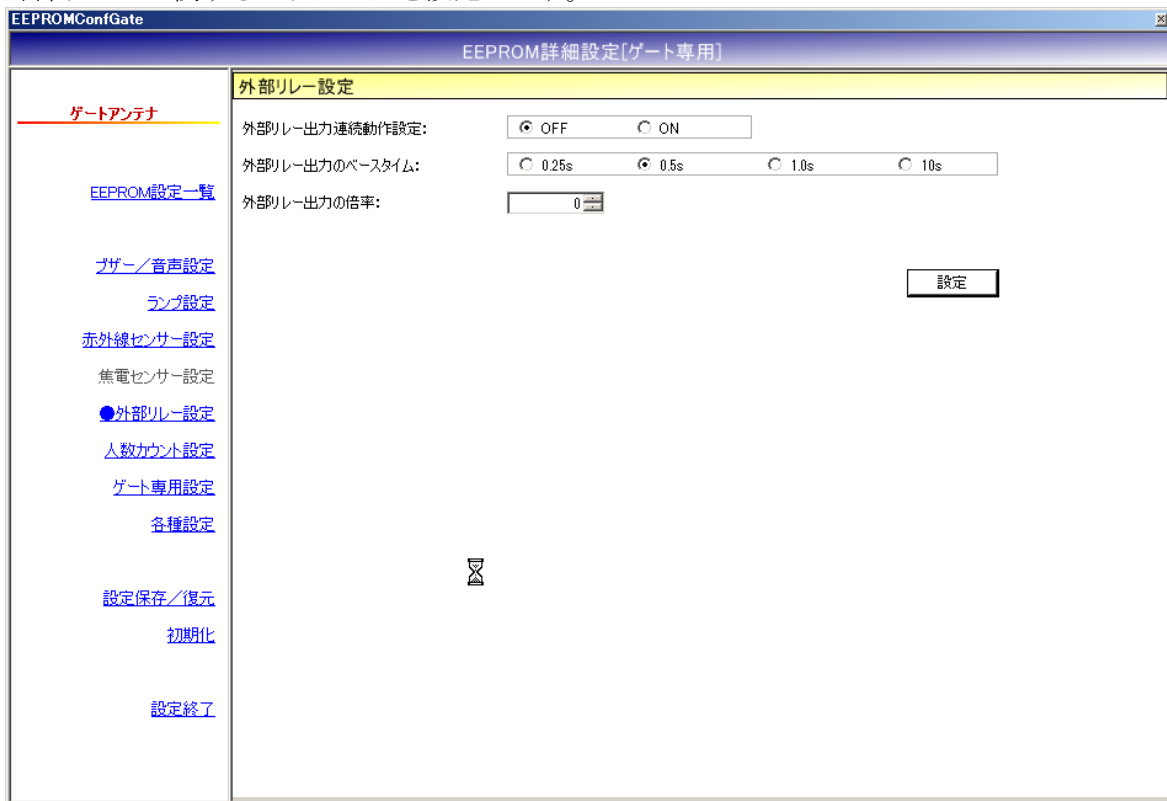 EEPROMConfGate
EEPROM詳細設定[ゲート専用]
ゲートアンテナ
EEPROM設定一覧
ブザー／音声設定
ランプ設定
赤外線センサー設定
焦電センサー設定
●外部リレー設定
人数カウント設定
ゲート専用設定
各種設定
設定保存／復元
初期化
設定終了
外部リレー設定
外部リレー出力連続動作設定: OFF ON
外部リレー出力のベースタイム: 0.25s 0.5s 1.0s 10s
外部リレー出力の倍率: 0
設定